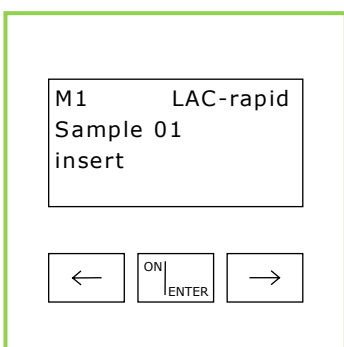 M1 LAC-rapid
Sample 01
insert
← ON ENTER →